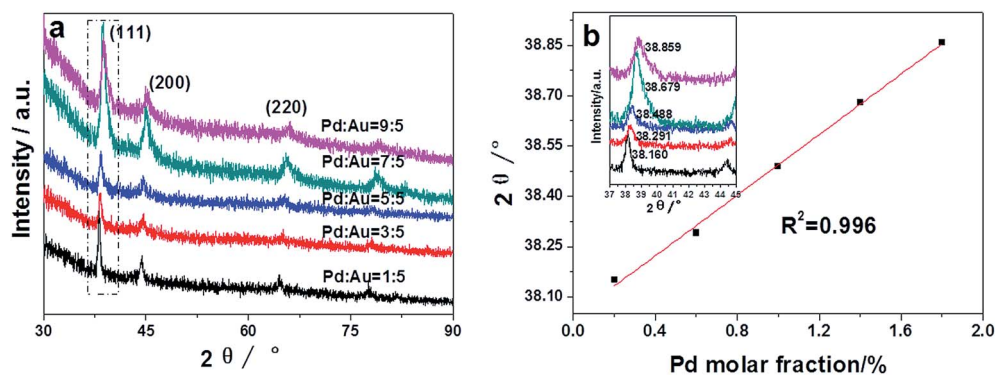 a
(111)
(200)
(220)
Pd:Au=9:5
Pd:Au=7:5
Pd:Au=5:5
Pd:Au=3:5
Pd:Au=1:5
Intensity / a.u.
30 45 60 75 90
2 θ / °
b
38.85
38.70
38.55
38.40
38.25
38.10
2 θ / °
38.859
38.679
38.488
38.291
38.160
Intensity/a.u.
37 38 39 40 41 42 43 44 45
2 θ / °
R²=0.996
0.0 0.4 0.8 1.2 1.6 2.0
Pd molar fraction/%